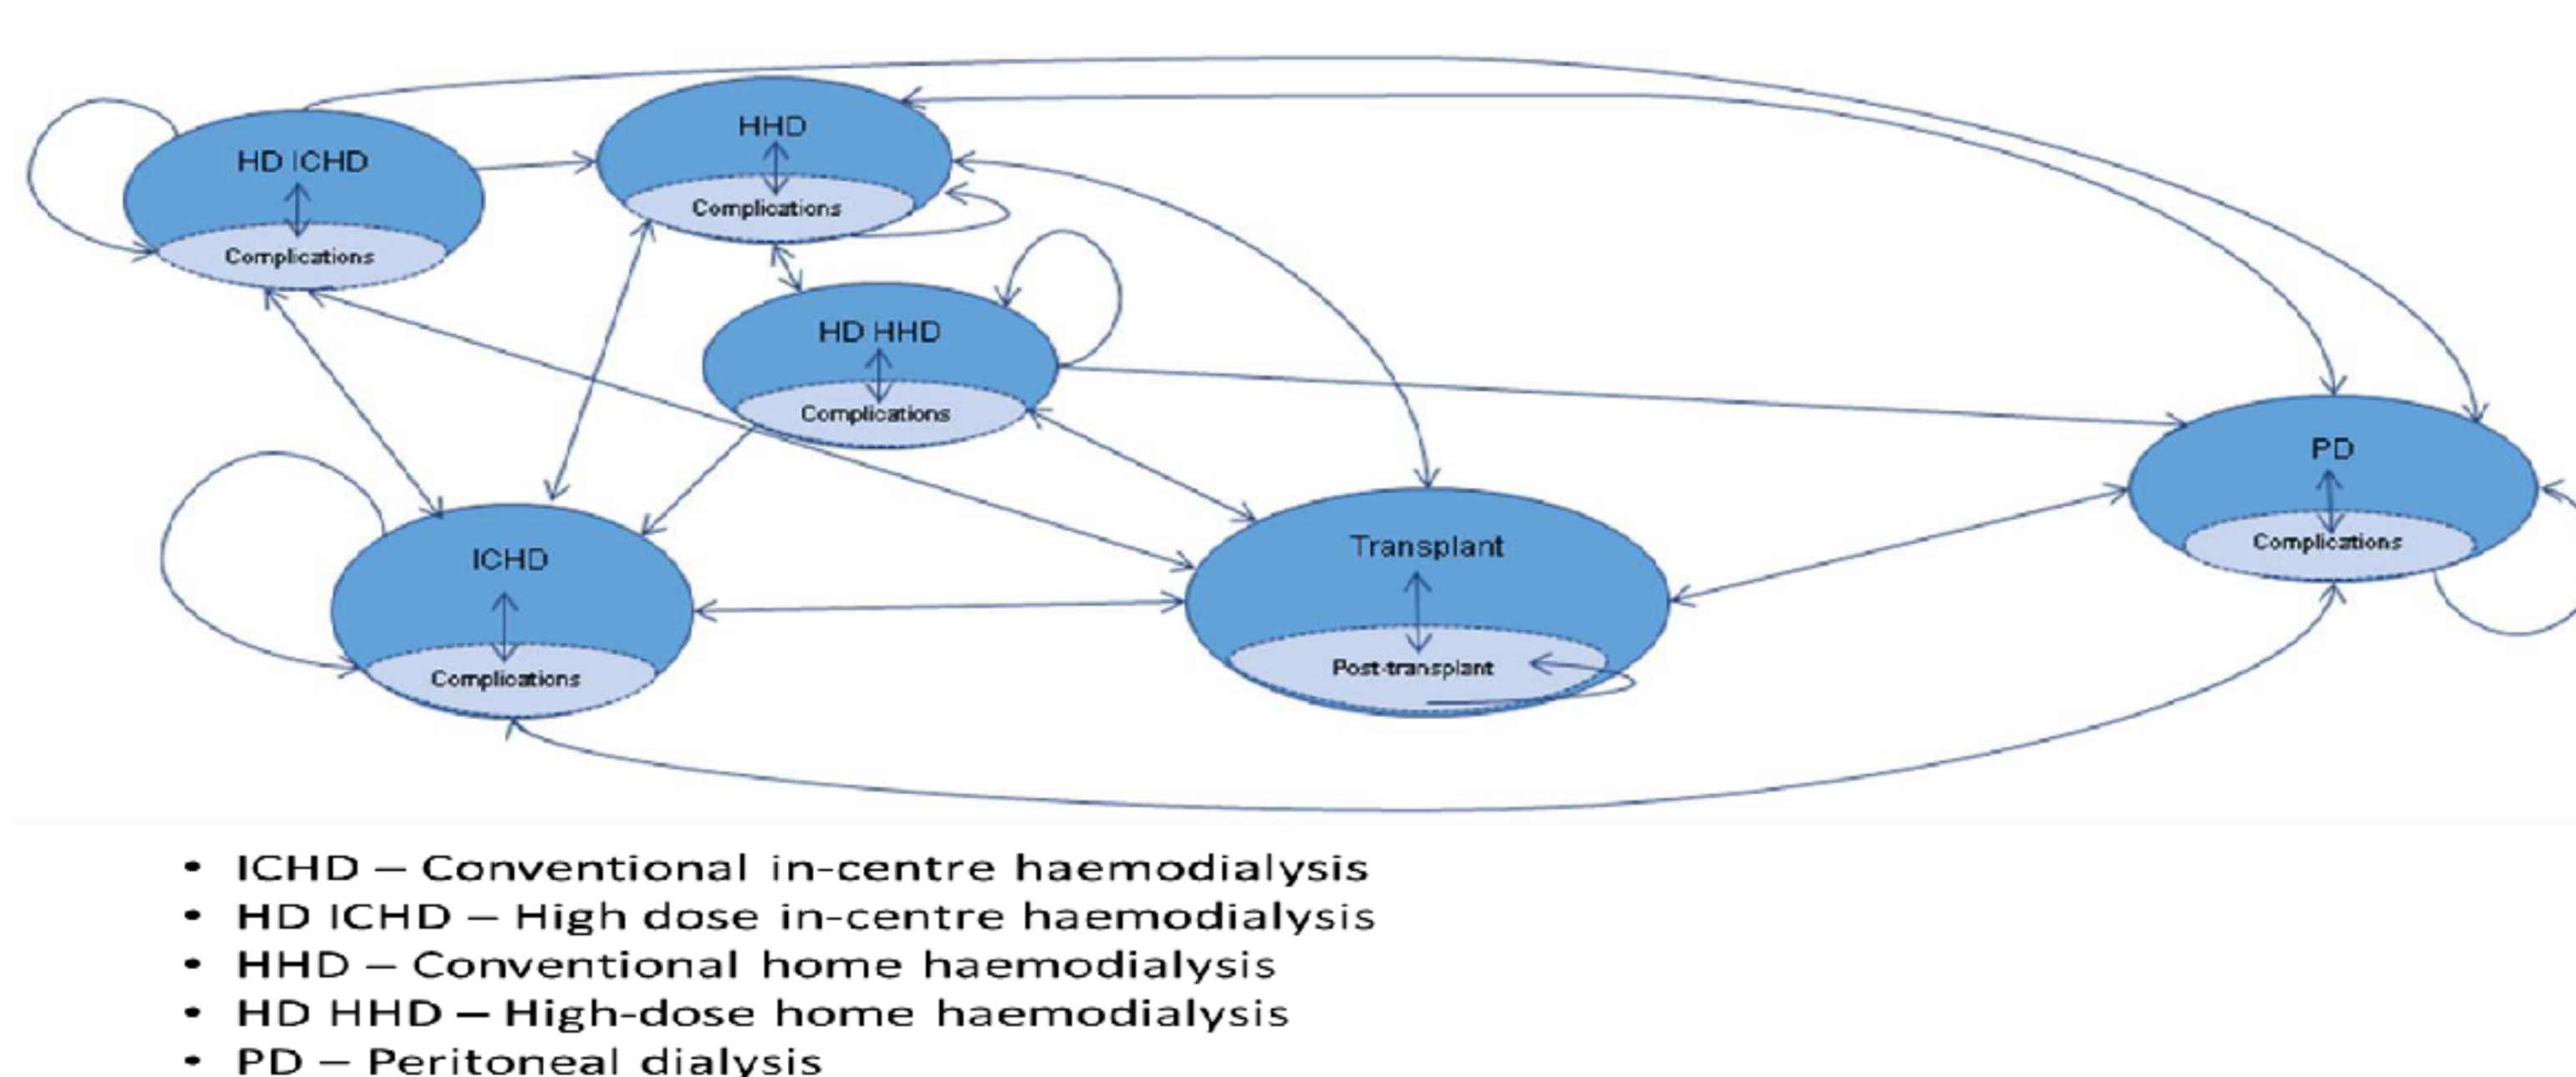 HHD
HD ICHD
Complications
Complications
HD HHD
Complications
PD
Complications
ICHD
Transplant
Complications
Post-transplant
• ICHD – Conventional in-centre haemodialysis
• HD ICHD – High dose in-centre haemodialysis
• HHD – Conventional home haemodialysis
• HD HHD – High-dose home haemodialysis
• PD – Peritoneal dialysis